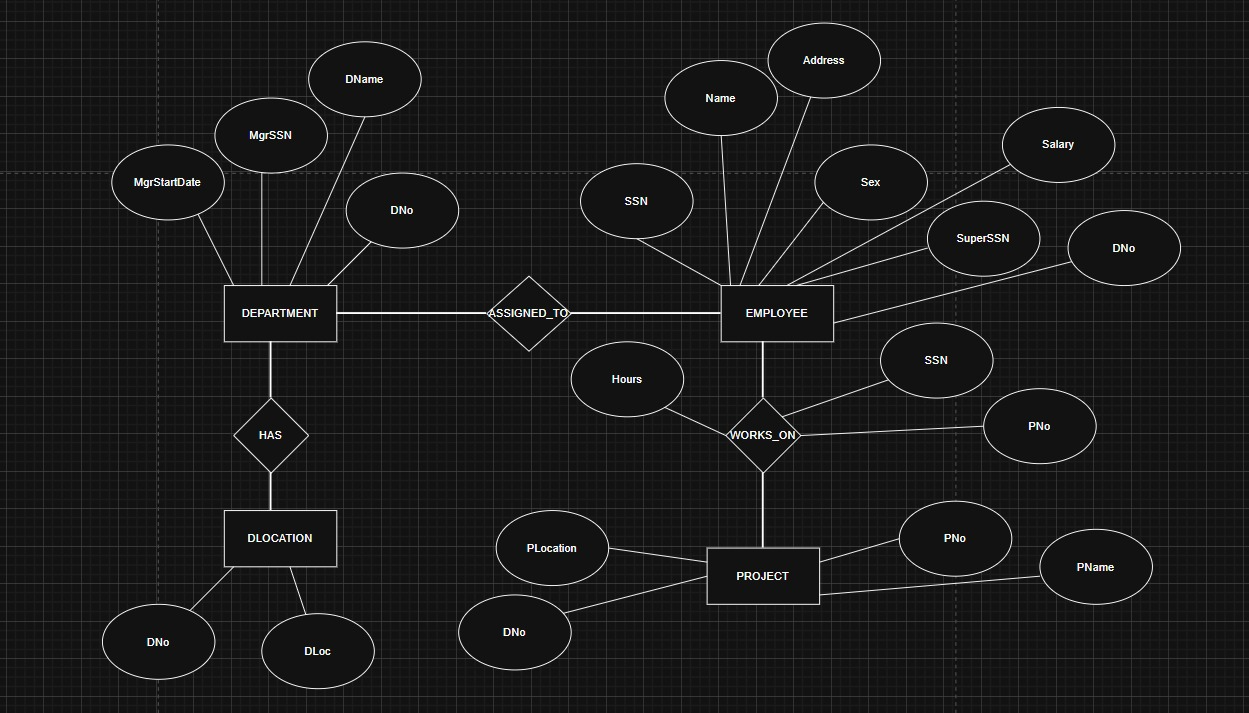 Address
DName
Name
MgrSSN
Salary
MgrStartDate
Sex
SSN
DNo
SuperSSN
DNo
DEPARTMENT
ASSIGNED_TO
EMPLOYEE
SSN
Hours
PNo
HAS
WORKS_ON
DLOCATION
PNo
PLocation
PName
PROJECT
DNo
DNo
DLoc